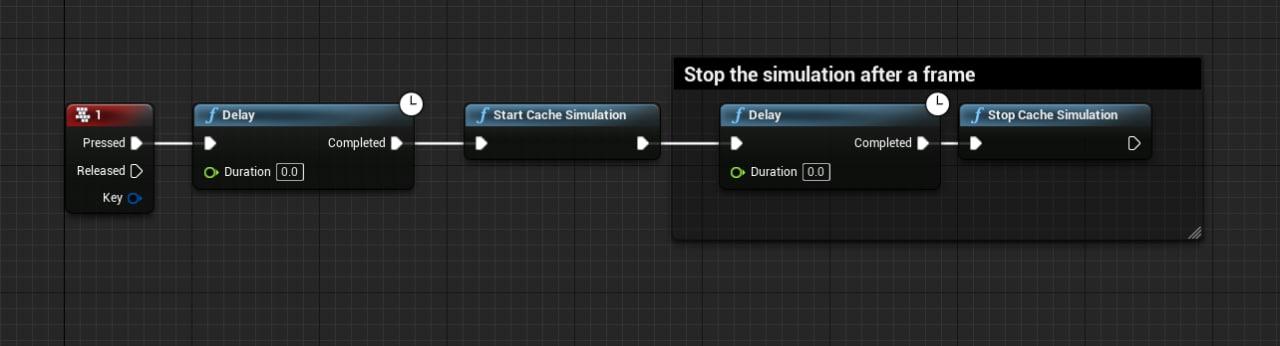 Stop the simulation after a frame
1
Delay
Start Cache Simulation
Delay
Stop Cache Simulation
Pressed
Completed
Completed
Released
Duration 0.0
Duration 0.0
Key